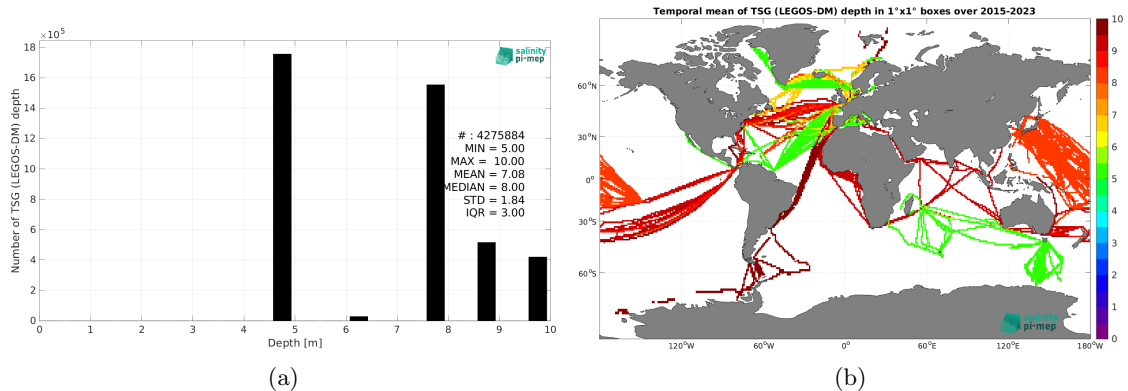 ×10⁵
18
16
14
12
10
8
6
4
2
0
Number of TSG (LEGOS-DM) depth
salinity
pi-mep
# : 4275884
MIN = 5.00
MAX = 10.00
MEAN = 7.08
MEDIAN = 8.00
STD = 1.84
IQR = 3.00
0 1 2 3 4 5 6 7 8 9 10
Depth [m]
(a)
Temporal mean of TSG (LEGOS-DM) depth in 1°x1° boxes over 2015-2023
60°N
30°N
0°
30°S
60°S
120°W 60°W 0° 60°E 120°E 180°W
salinity
pi-mep
10
9
8
7
6
5
4
3
2
1
0
(b)